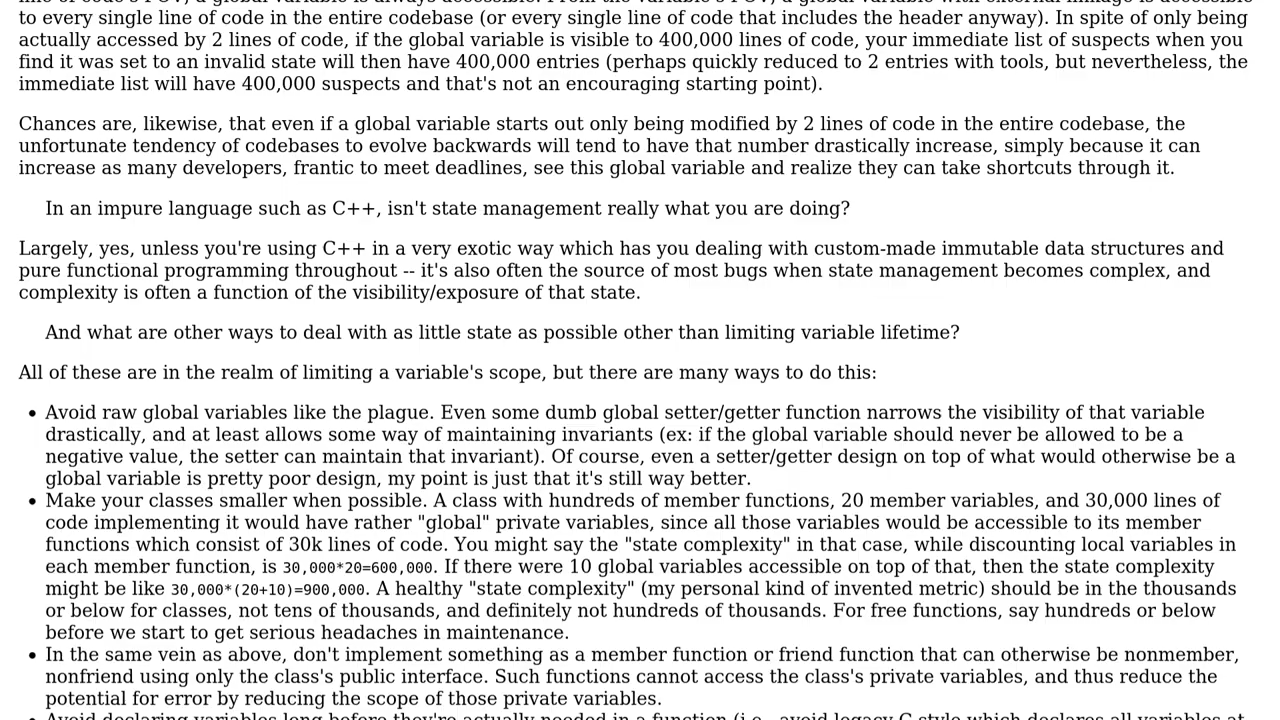 to every single line of code in the entire codebase (or every single line of code that includes the header anyway). In spite of only being
actually accessed by 2 lines of code, if the global variable is visible to 400,000 lines of code, your immediate list of suspects when you
find it was set to an invalid state will then have 400,000 entries (perhaps quickly reduced to 2 entries with tools, but nevertheless, the
immediate list will have 400,000 suspects and that's not an encouraging starting point).
Chances are, likewise, that even if a global variable starts out only being modified by 2 lines of code in the entire codebase, the
unfortunate tendency of codebases to evolve backwards will tend to have that number drastically increase, simply because it can
increase as many developers, frantic to meet deadlines, see this global variable and realize they can take shortcuts through it.
In an impure language such as C++, isn't state management really what you are doing?
Largely, yes, unless you're using C++ in a very exotic way which has you dealing with custom-made immutable data structures and
pure functional programming throughout -- it's also often the source of most bugs when state management becomes complex, and
complexity is often a function of the visibility/exposure of that state.
And what are other ways to deal with as little state as possible other than limiting variable lifetime?
All of these are in the realm of limiting a variable's scope, but there are many ways to do this:
• Avoid raw global variables like the plague. Even some dumb global setter/getter function narrows the visibility of that variable
drastically, and at least allows some way of maintaining invariants (ex: if the global variable should never be allowed to be a
negative value, the setter can maintain that invariant). Of course, even a setter/getter design on top of what would otherwise be a
global variable is pretty poor design, my point is just that it's still way better.
• Make your classes smaller when possible. A class with hundreds of member functions, 20 member variables, and 30,000 lines of
code implementing it would have rather "global" private variables, since all those variables would be accessible to its member
functions which consist of 30k lines of code. You might say the "state complexity" in that case, while discounting local variables in
each member function, is 30,000*20=600,000. If there were 10 global variables accessible on top of that, then the state complexity
might be like 30,000*(20+10)=900,000. A healthy "state complexity" (my personal kind of invented metric) should be in the thousands
or below for classes, not tens of thousands, and definitely not hundreds of thousands. For free functions, say hundreds or below
before we start to get serious headaches in maintenance.
• In the same vein as above, don't implement something as a member function or friend function that can otherwise be nonmember,
nonfriend using only the class's public interface. Such functions cannot access the class's private variables, and thus reduce the
potential for error by reducing the scope of those private variables.
• Avoid declaring variables long before they're actually needed in a function (i.e., avoid legacy C style which declares all variables at